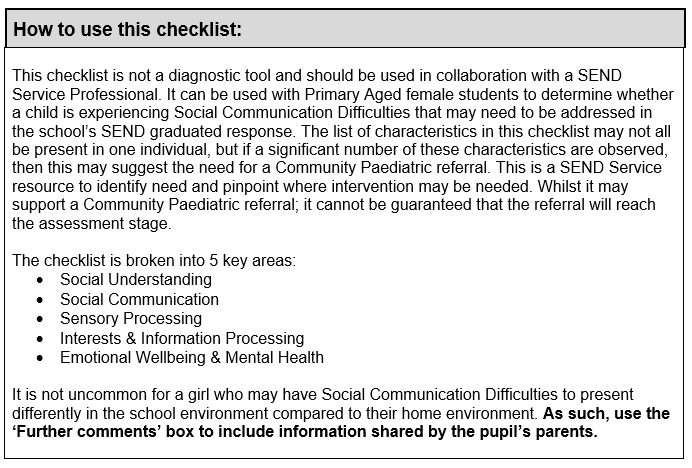 How to use this checklist:
This checklist is not a diagnostic tool and should be used in collaboration with a SEND
Service Professional. It can be used with Primary Aged female students to determine whether
a child is experiencing Social Communication Difficulties that may need to be addressed in
the school's SEND graduated response. The list of characteristics in this checklist may not all
be present in one individual, but if a significant number of these characteristics are observed,
then this may suggest the need for a Community Paediatric referral. This is a SEND Service
resource to identify need and pinpoint where intervention may be needed. Whilst it may
support a Community Paediatric referral; it cannot be guaranteed that the referral will reach
the assessment stage.
The checklist is broken into 5 key areas:
• Social Understanding
• Social Communication
• Sensory Processing
• Interests & Information Processing
• Emotional Wellbeing & Mental Health
It is not uncommon for a girl who may have Social Communication Difficulties to present
differently in the school environment compared to their home environment. As such, use the
‘Further comments’ box to include information shared by the pupil’s parents.